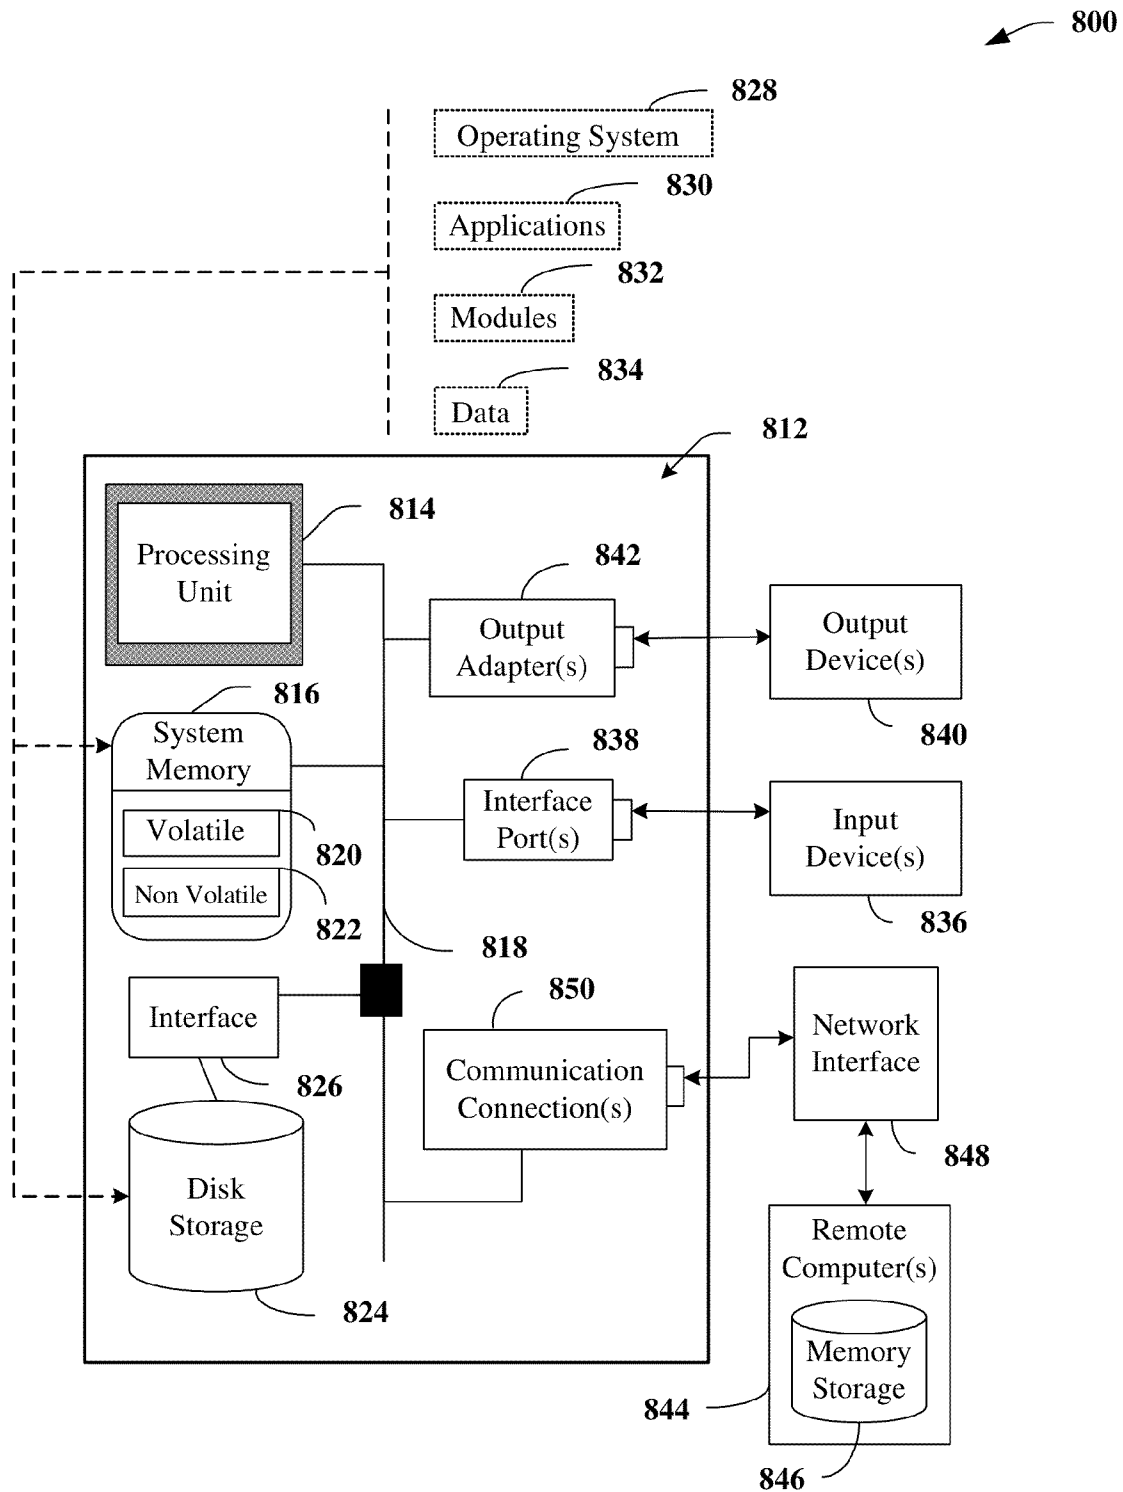 800
828
Operating System
830
Applications
832
Modules
834
Data
812
814
Processing
Unit
842
Output
Adapter(s)
Output
Device(s)
840
816
System
Memory
Volatile
820
Non Volatile
822
838
Interface
Port(s)
Input
Device(s)
836
818
850
Interface
826
Communication
Connection(s)
Network
Interface
848
Disk
Storage
824
Remote
Computer(s)
Memory
Storage
844
846